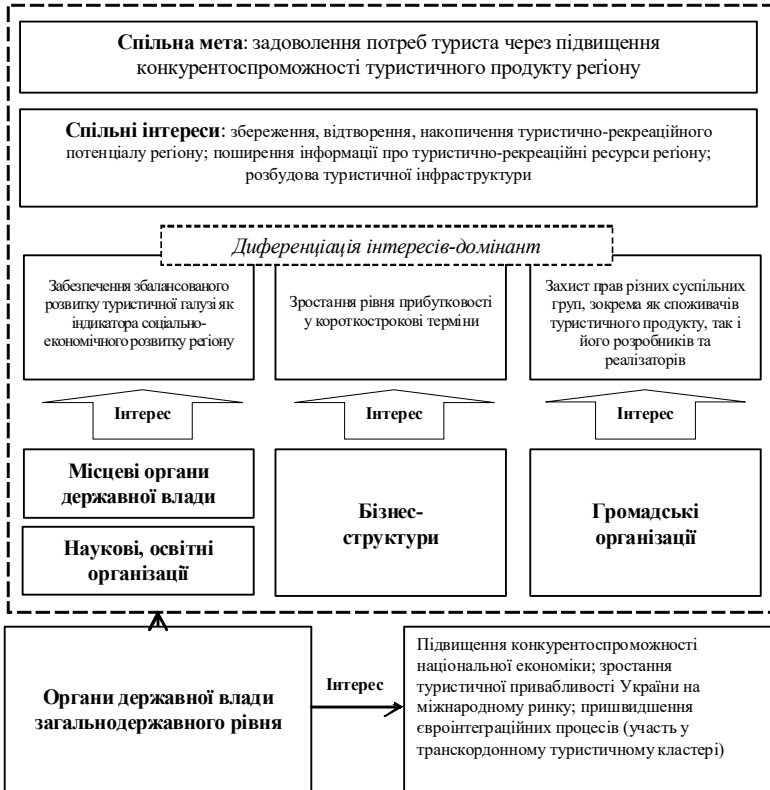 Спільна мета: задоволення потреб туриста через підвищення
конкурентоспроможності туристичного продукту регіону
Спільні інтереси: збереження, відтворення, накопичення туристично-рекреаційного
потенціалу регіону; поширення інформації про туристично-рекреаційні ресурси регіону;
розбудова туристичної інфраструктури
Диференціація інтересів-домінант
Забезпечення збалансованого
розвитку туристичної галузі як
індикатора соціально-
економічного розвитку регіону
Зростання рівня прибутковості
у короткострокові терміни
Захист прав різних суспільних
груп, зокрема як споживачів
туристичного продукту, так і
його розробників та
реалізаторів
Інтерес
Інтерес
Інтерес
Місцеві органи
державної влади
Наукові, освітні
організації
Бізнес-
структури
Громадські
організації
Органи державної влади
загальнодержавного рівня
Інтерес
Підвищення конкурентоспроможності
національної економіки; зростання
туристичної привабливості України на
міжнародному ринку; пришвидшення
євроінтеграційних процесів (участь у
транскордонному туристичному кластері)